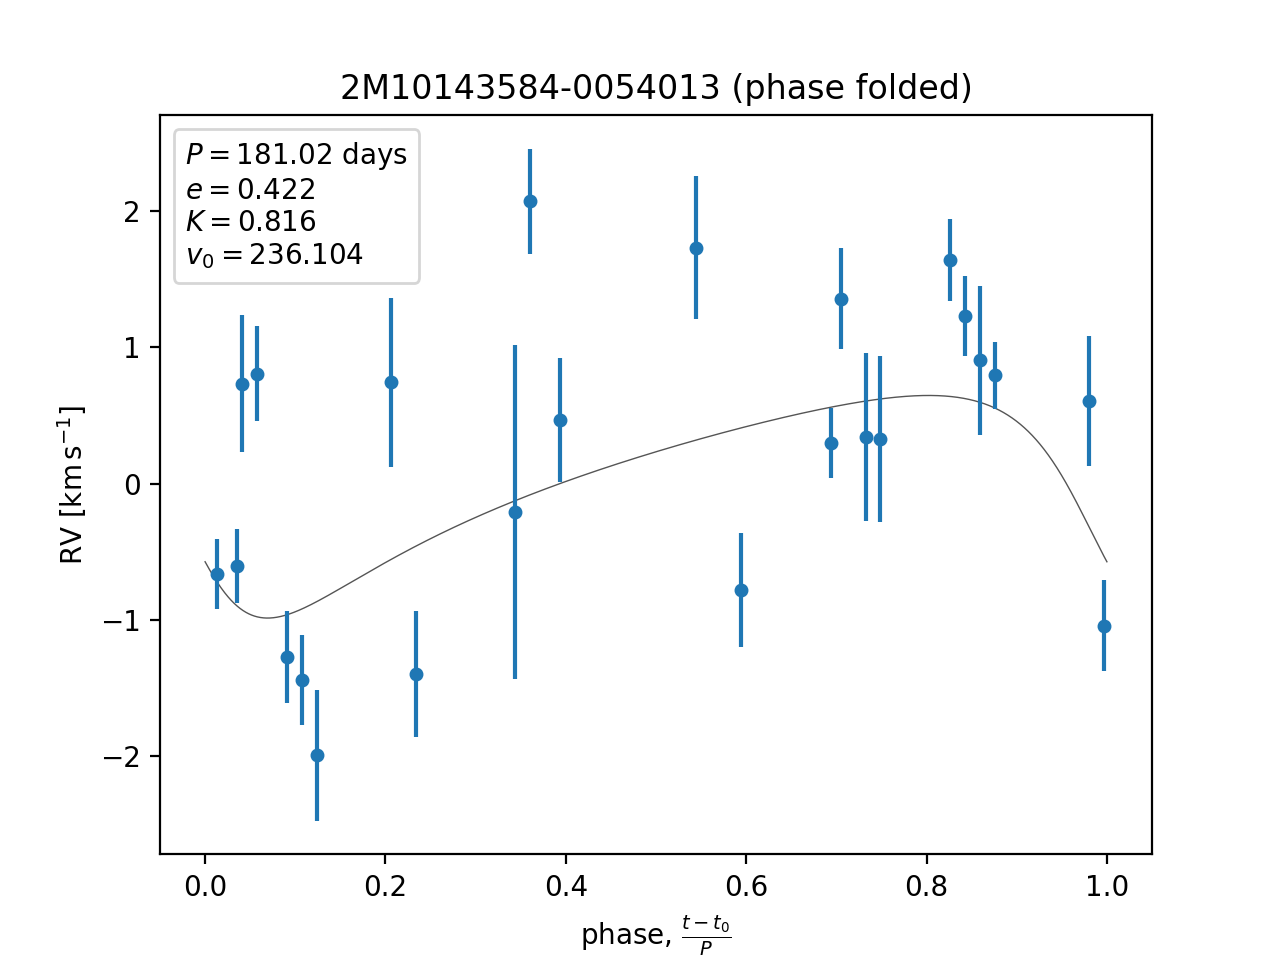 2M10143584-0054013 (phase folded)
P = 181.02 days
e = 0.422
K = 0.816
v₀ = 236.104
2
1
0
−1
−2
RV [km s⁻¹]
0.0 0.2 0.4 0.6 0.8 1.0
phase, (t − t₀)/P